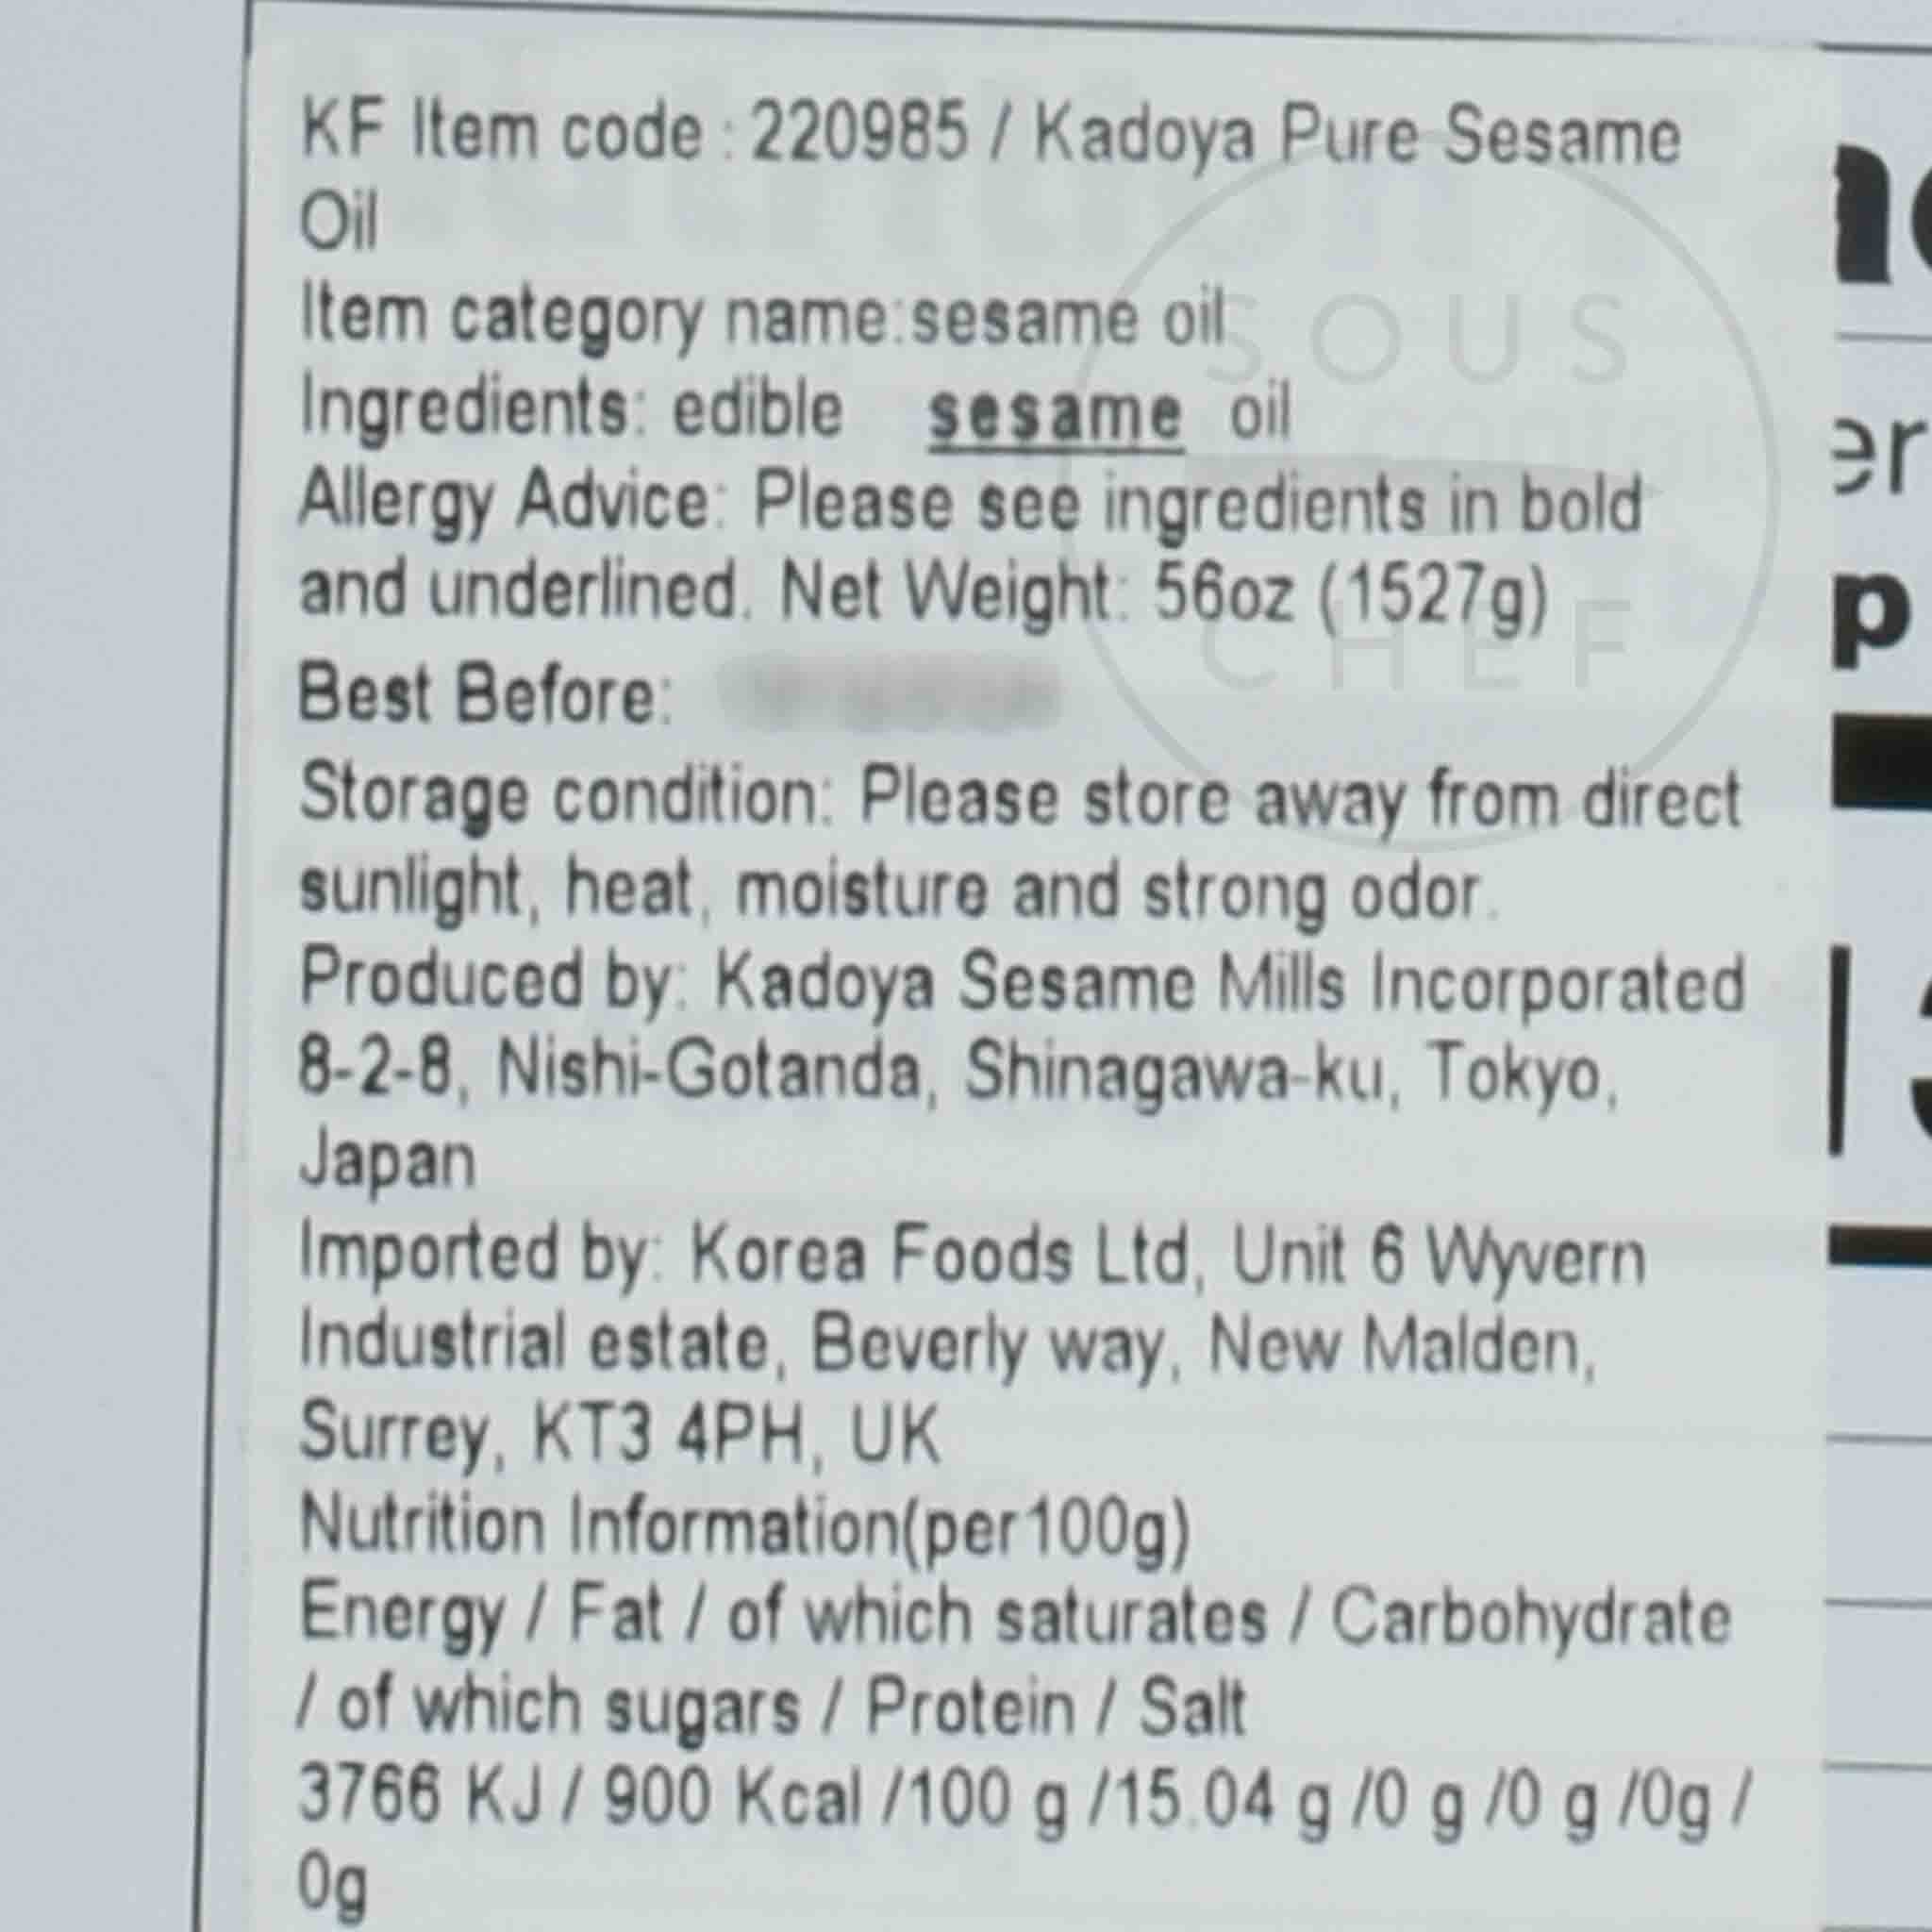 KF Item code : 220985 / Kadoya Pure Sesame
Oil
Item category name:sesame oil
Ingredients: edible sesame oil
Allergy Advice: Please see ingredients in bold
and underlined. Net Weight: 56oz (1527g)
Best Before:
Storage condition: Please store away from direct
sunlight, heat, moisture and strong odor.
Produced by: Kadoya Sesame Mills Incorporated
8-2-8, Nishi-Gotanda, Shinagawa-ku, Tokyo,
Japan
Imported by: Korea Foods Ltd, Unit 6 Wyvern
Industrial estate, Beverly way, New Malden,
Surrey, KT3 4PH, UK
Nutrition Information(per100g)
Energy / Fat / of which saturates / Carbohydrate
/ of which sugars / Protein / Salt
3766 KJ / 900 Kcal /100 g /15.04 g /0 g /0 g /0g /
0g
SOUS
CHEF
er
p